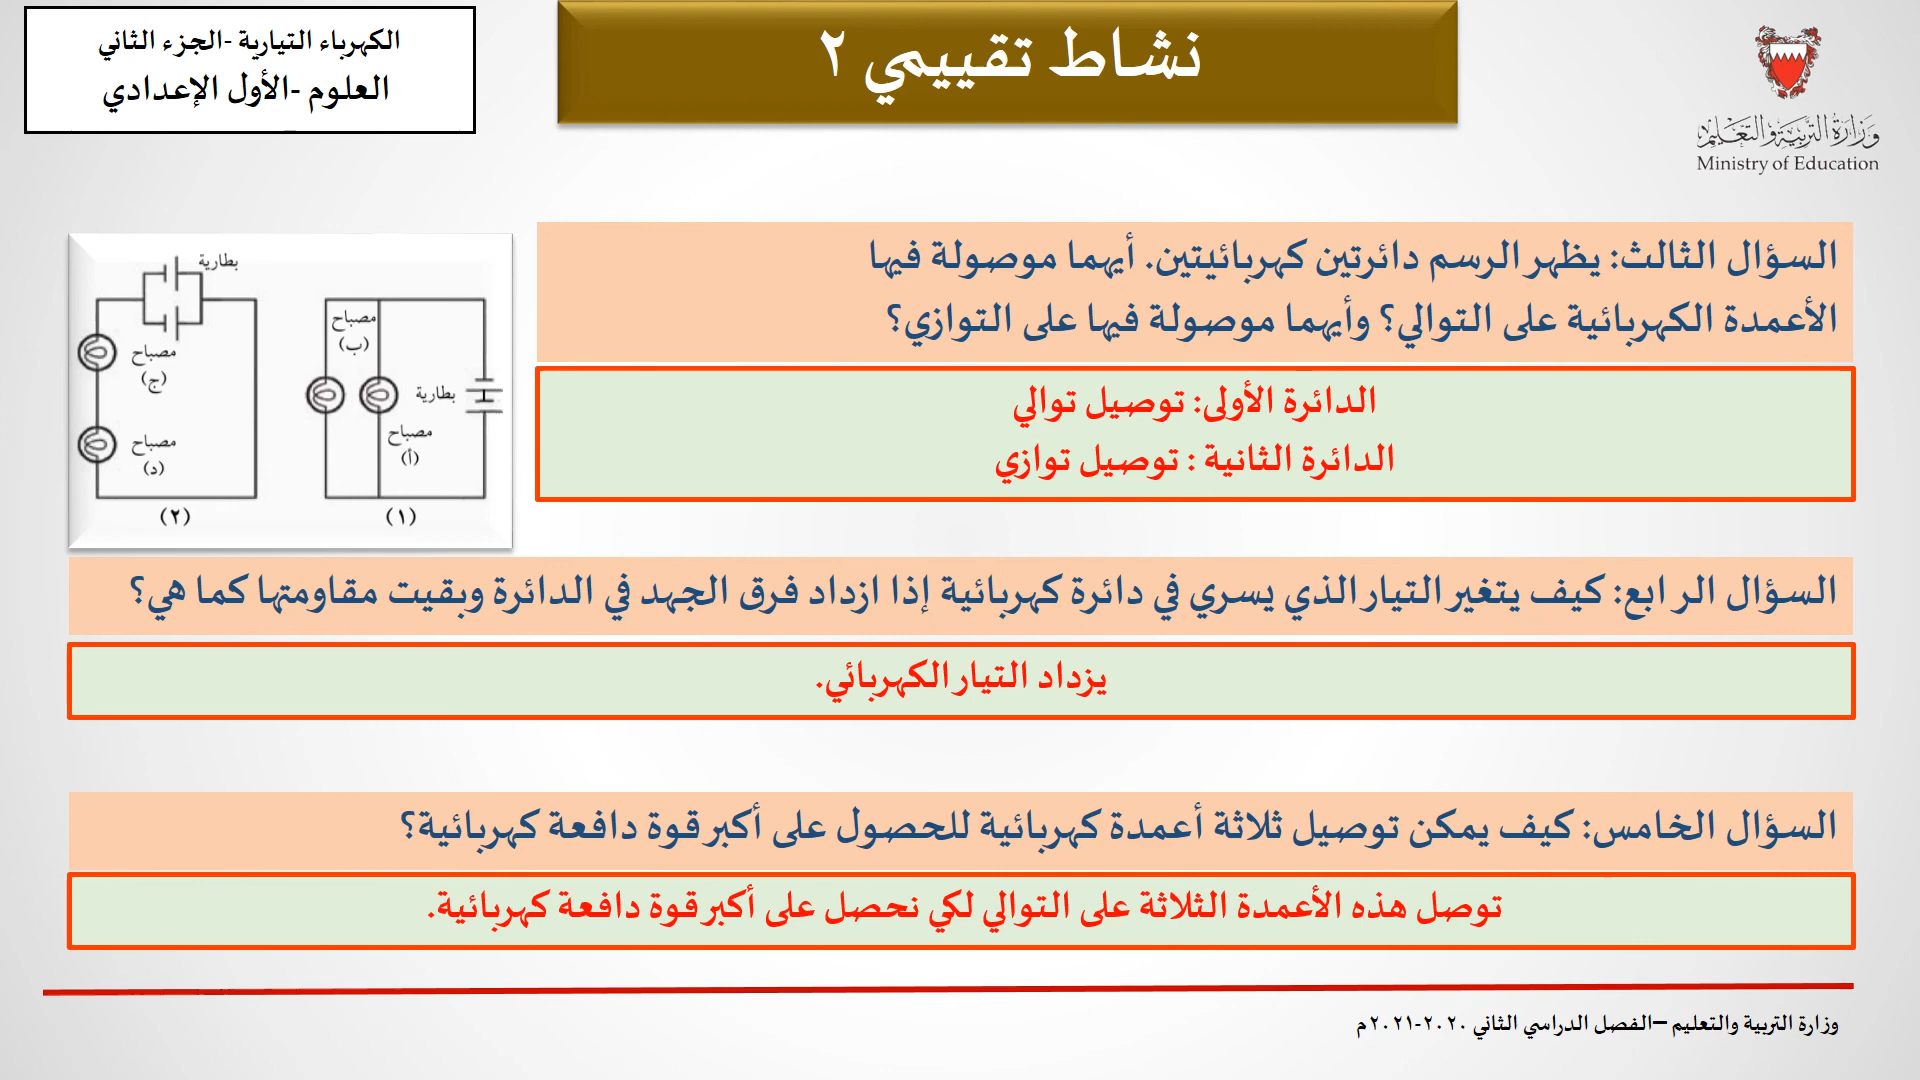 الكهرباء التيارية -الجزء الثاني
العلوم -الأول الإعدادي
نشاط تقييمي ٢
وزارة التربية والتعليم
Ministry of Education
السؤال الثالث: يظهر الرسم دائرتين كهربائيتين. أيهما موصولة فيها
الأعمدة الكهربائية على التوالي؟ وأيهما موصولة فيها على التوازي؟
الدائرة الأولى: توصيل توالي
الدائرة الثانية : توصيل توازي
بطارية
مصباح
(ب)
بطارية
مصباح
(أ)
(١)
مصباح
(ج)
مصباح
(د)
(٢)
السؤال الرابع: كيف يتغير التيار الذي يسري في دائرة كهربائية إذا ازداد فرق الجهد في الدائرة وبقيت مقاومتها كما هي؟
يزداد التيار الكهربائي.
السؤال الخامس: كيف يمكن توصيل ثلاثة أعمدة كهربائية للحصول على أكبر قوة دافعة كهربائية؟
توصل هذه الأعمدة الثلاثة على التوالي لكي نحصل على أكبر قوة دافعة كهربائية.
وزارة التربية والتعليم –الفصل الدراسي الثاني ٢٠٢٠-٢٠٢١م